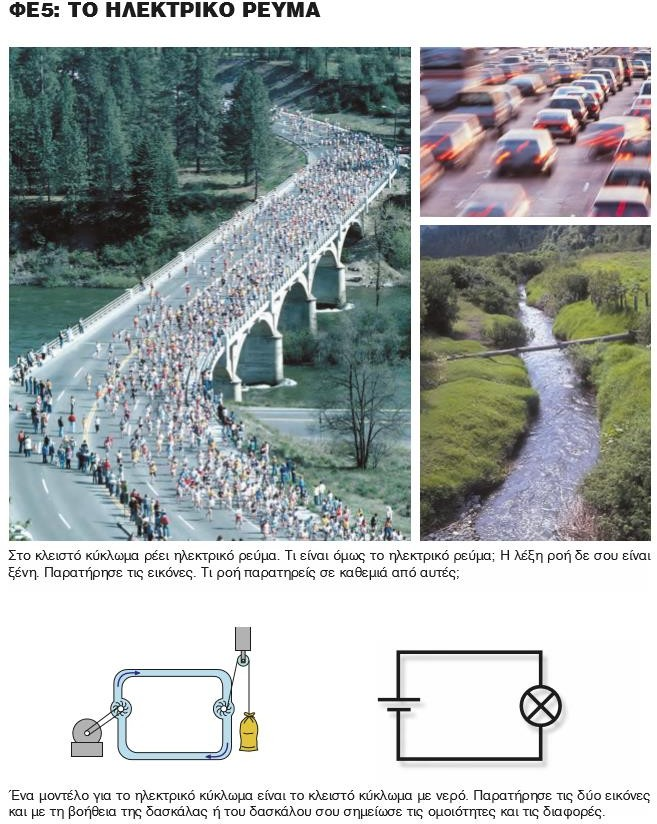 ΦΕ5: ΤΟ ΗΛΕΚΤΡΙΚΟ ΡΕΥΜΑ
Στο κλειστό κύκλωμα ρέει ηλεκτρικό ρεύμα. Τι είναι όμως το ηλεκτρικό ρεύμα; Η λέξη ροή δε σου είναι
ξένη. Παρατήρησε τις εικόνες. Τι ροή παρατηρείς σε καθεμιά από αυτές;
Ένα μοντέλο για το ηλεκτρικό κύκλωμα είναι το κλειστό κύκλωμα με νερό. Παρατήρησε τις δύο εικόνες
και με τη βοήθεια της δασκάλας ή του δασκάλου σου σημείωσε τις ομοιότητες και τις διαφορές.